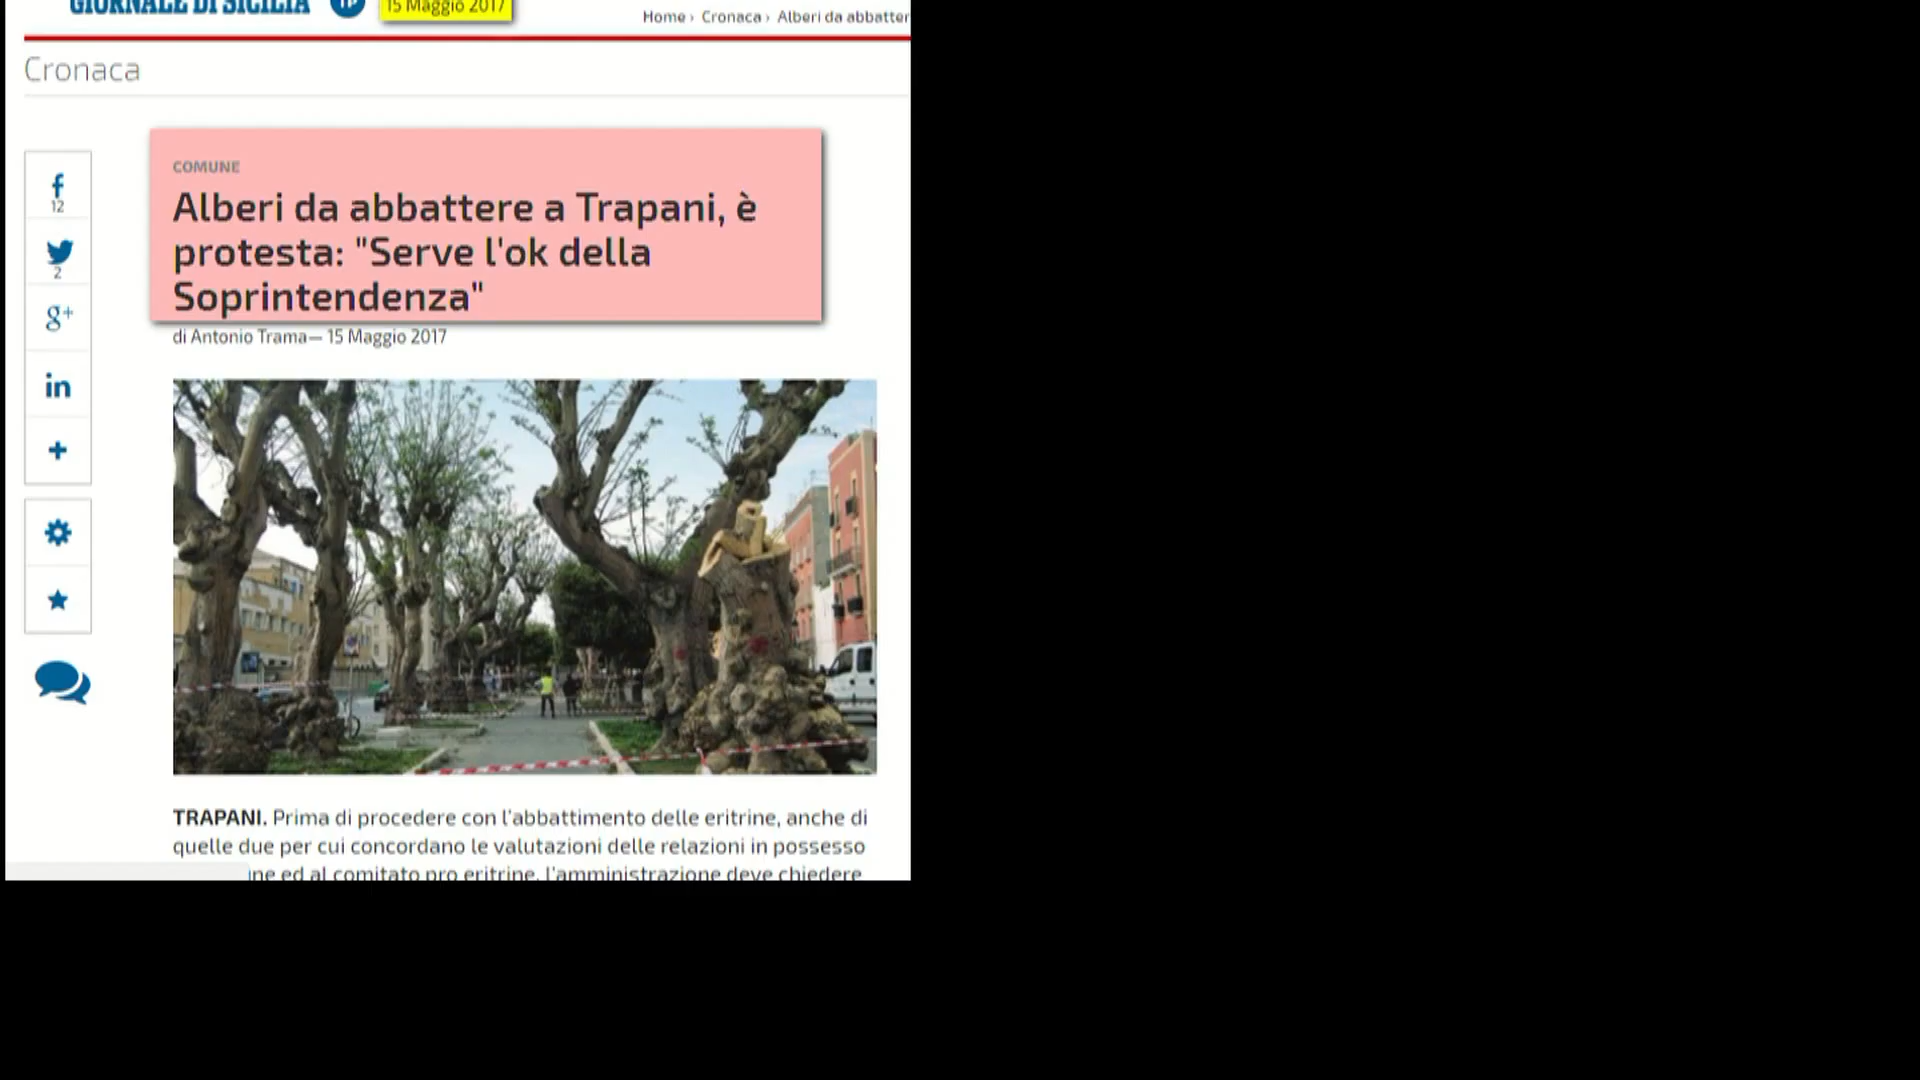 GIORNALE DI SICILIA
15 Maggio 2017
Home › Cronaca › Alberi da abbatter
Cronaca
12
2
g+
in
COMUNE
Alberi da abbattere a Trapani, è
protesta: "Serve l'ok della
Soprintendenza"
di Antonio Trama— 15 Maggio 2017
TRAPANI. Prima di procedere con l'abbattimento delle eritrine, anche di
quelle due per cui concordano le valutazioni delle relazioni in possesso
ed al comitato pro eritrine, l'amministrazione deve chiedere